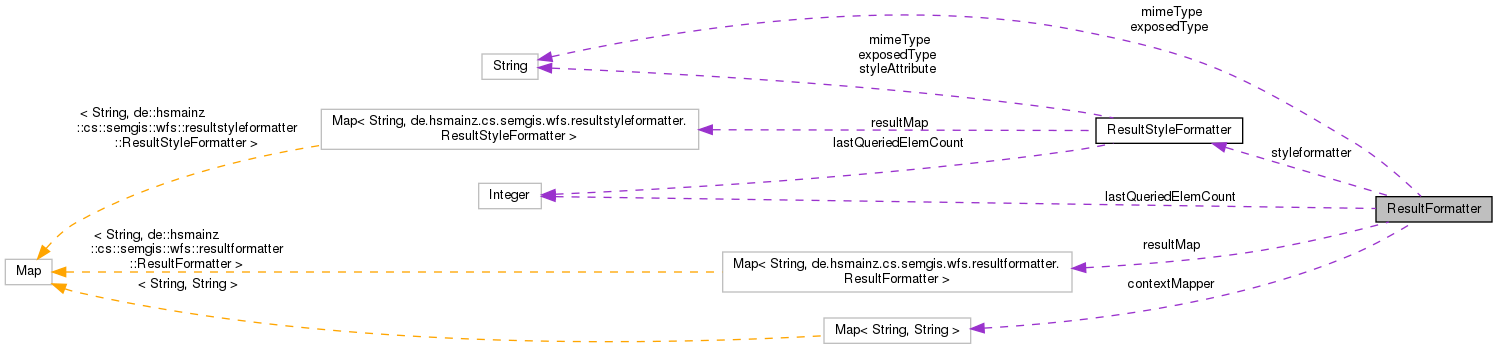 mimeType
exposedType
mimeType
exposedType
styleAttribute
String
< String, de::hsmainz
::cs::semgis::wfs::resultstyleformatter
::ResultStyleFormatter >
Map< String, de.hsmainz.cs.semgis.wfs.resultstyleformatter.
ResultStyleFormatter >
resultMap
ResultStyleFormatter
lastQueriedElemCount
styleformatter
Integer
lastQueriedElemCount
ResultFormatter
< String, de::hsmainz
::cs::semgis::wfs::resultformatter
::ResultFormatter >
resultMap
Map
Map< String, de.hsmainz.cs.semgis.wfs.resultformatter.
ResultFormatter >
< String, String >
contextMapper
Map< String, String >